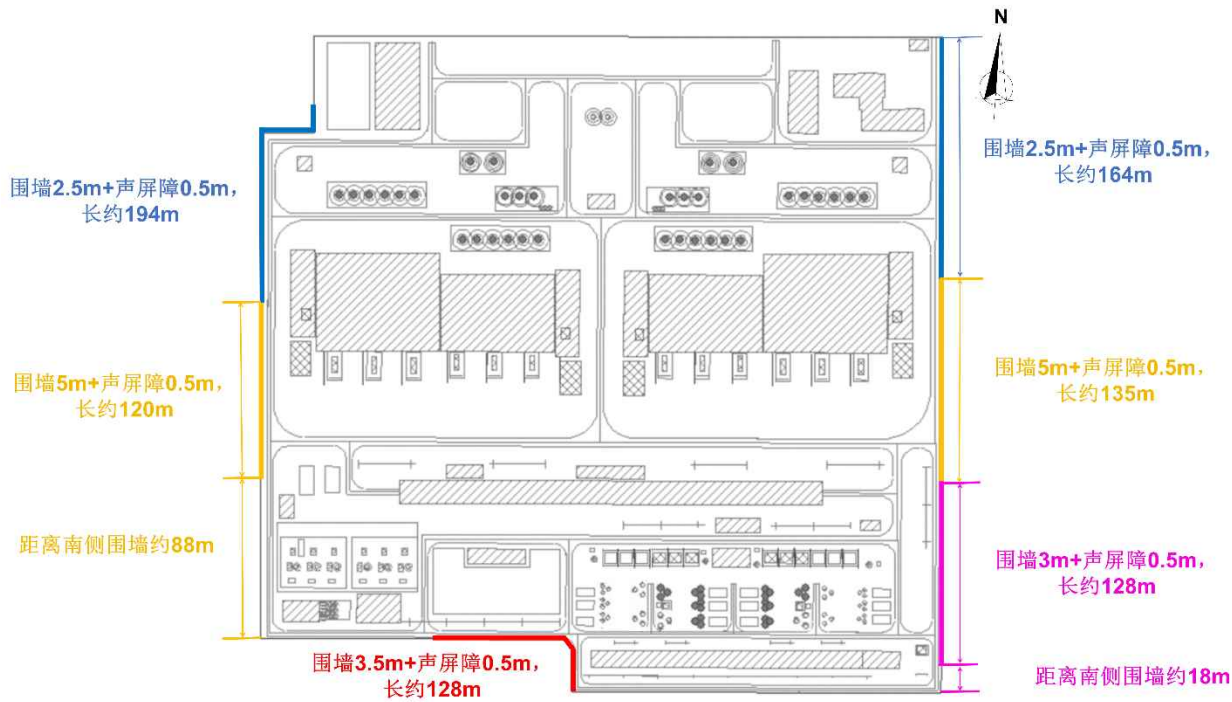 N
围墙2.5m+声屏障0.5m，
长约164m
围墙2.5m+声屏障0.5m，
长约194m
围墙5m+声屏障0.5m，
长约135m
围墙5m+声屏障0.5m，
长约120m
距离南侧围墙约88m
围墙3m+声屏障0.5m，
长约128m
围墙3.5m+声屏障0.5m，
长约128m
距离南侧围墙约18m